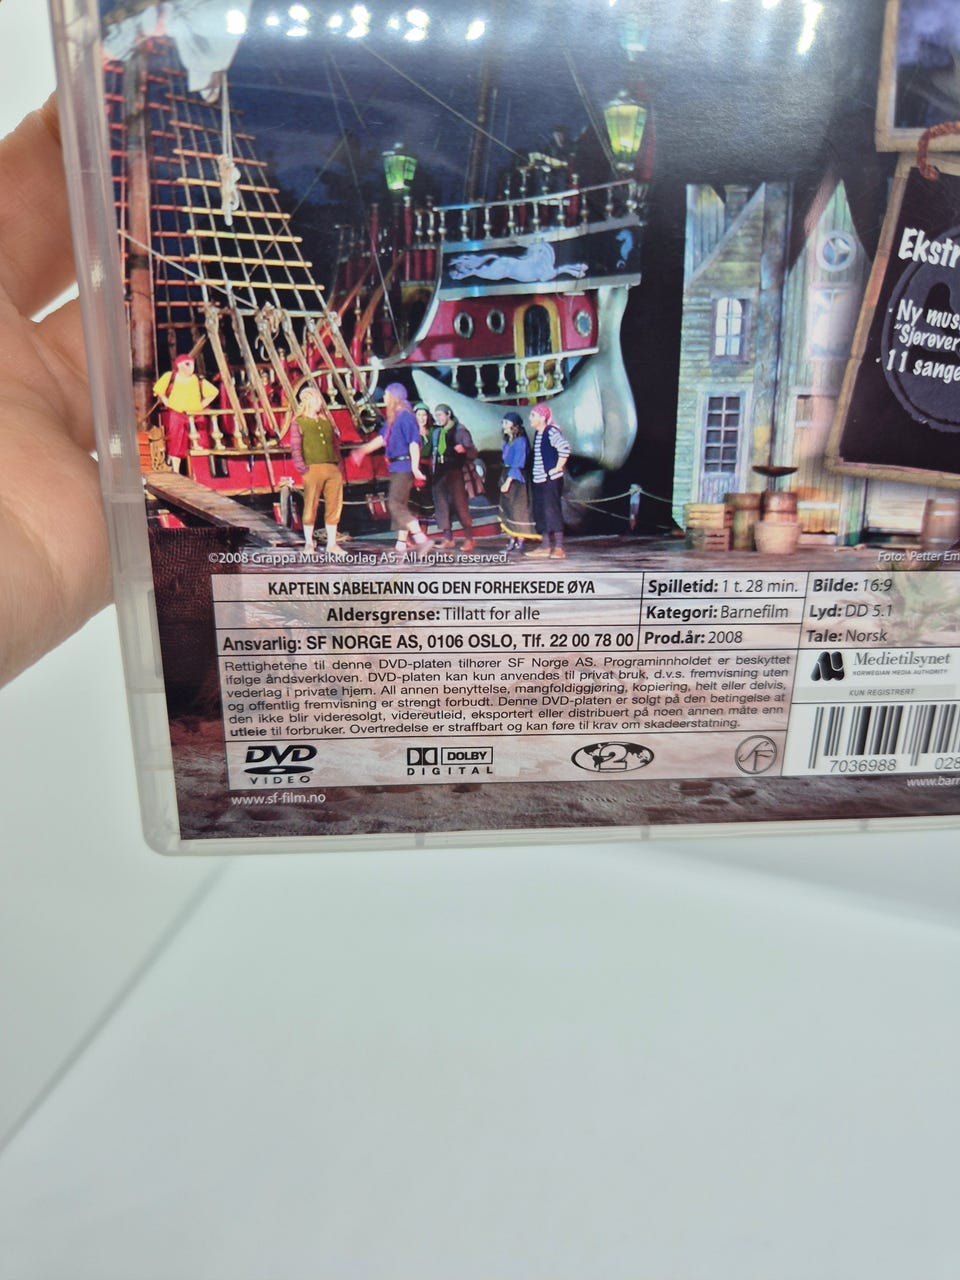 Ekstr
· Ny mus
"Sjørøver
· 11 sange
©2008 Grappa Musikkforlag AS. All rights reserved.
Foto: Petter Em
KAPTEIN SABELTANN OG DEN FORHEKSEDE ØYA
Spilletid: 1 t. 28 min.
Bilde: 16:9
Aldersgrense: Tillatt for alle
Kategori: Barnefilm
Lyd: DD 5.1
Ansvarlig: SF NORGE AS, 0106 OSLO, Tlf. 22 00 78 00
Prod.år: 2008
Tale: Norsk
Rettighetene til denne DVD-platen tilhører SF Norge AS. Programinnholdet er beskyttet
ifølge åndsverkloven. DVD-platen kan kun anvendes til privat bruk, d.v.s. fremvisning uten
vederlag i private hjem. All annen benyttelse, mangfoldiggjøring, kopiering, helt eller delvis,
og offentlig fremvisning er strengt forbudt. Denne DVD-platen er solgt på den betingelse at
den ikke blir videresolgt, videreutleid, eksportert eller distribuert på noen annen måte enn
utleie til forbruker. Overtredelse er straffbart og kan føre til krav om skadeerstatning.
Medietilsynet
NORWEGIAN MEDIA AUTHORITY
KUN REGISTRERT
7036988 028
DVD
VIDEO
DOLBY
DIGITAL
2
SF
www.sf-film.no
www.barn